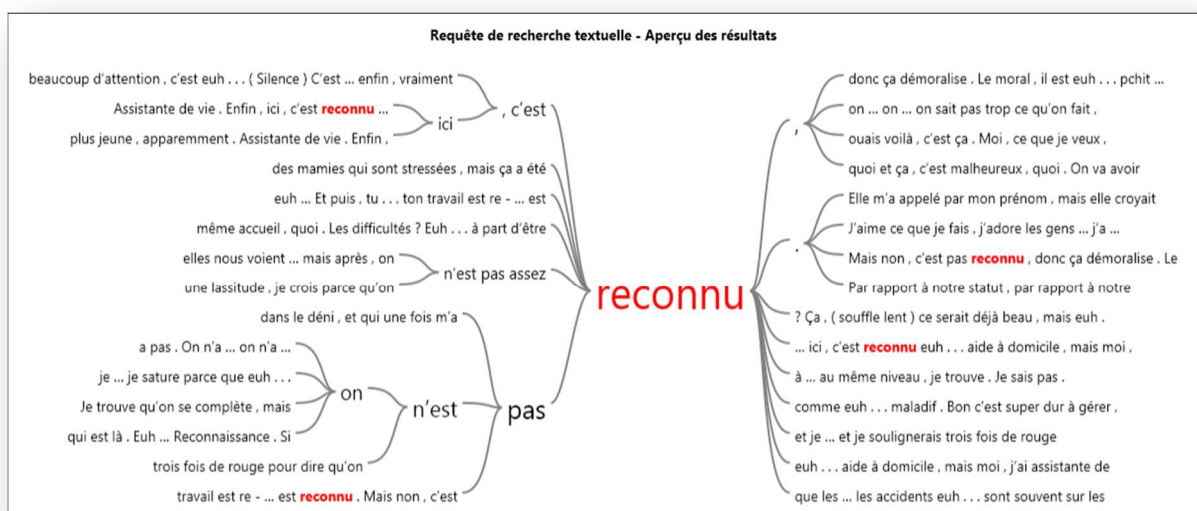 Requête de recherche textuelle - Aperçu des résultats
beaucoup d'attention , c'est euh . . . ( Silence ) C'est ... enfin , vraiment
Assistante de vie . Enfin , ici , c'est reconnu ...
plus jeune , apparemment . Assistante de vie . Enfin ,
ici
, c'est
des mamies qui sont stressées , mais ça a été
euh ... Et puis , tu . . . ton travail est re - ... est
même accueil , quoi . Les difficultés ? Euh . . . à part d'être
elles nous voient ... mais après , on
une lassitude , je crois parce qu'on
n'est pas assez
dans le déni , et qui une fois m'a
a pas . On n'a ... on n'a ...
je ... je sature parce que euh . . .
Je trouve qu'on se complète , mais
qui est là . Euh ... Reconnaissance . Si
on
trois fois de rouge pour dire qu'on
n'est
travail est re - ... est reconnu . Mais non , c'est
pas
reconnu
,
donc ça démoralise . Le moral , il est euh . . . pchit ...
on ... on ... on sait pas trop ce qu'on fait ,
ouais voilà , c'est ça . Moi , ce que je veux ,
quoi et ça , c'est malheureux , quoi . On va avoir
.
Elle m'a appelé par mon prénom , mais elle croyait
J'aime ce que je fais , j'adore les gens ... j'a ...
Mais non , c'est pas reconnu , donc ça démoralise . Le
Par rapport à notre statut , par rapport à notre
? Ça , ( souffle lent ) ce serait déjà beau , mais euh .
... ici , c'est reconnu euh . . . aide à domicile , mais moi ,
à ... au même niveau , je trouve . Je sais pas .
comme euh . . . maladif . Bon c'est super dur à gérer ,
et je ... et je soulignerais trois fois de rouge
euh . . . aide à domicile , mais moi , j'ai assistante de
que les ... les accidents euh . . . sont souvent sur les